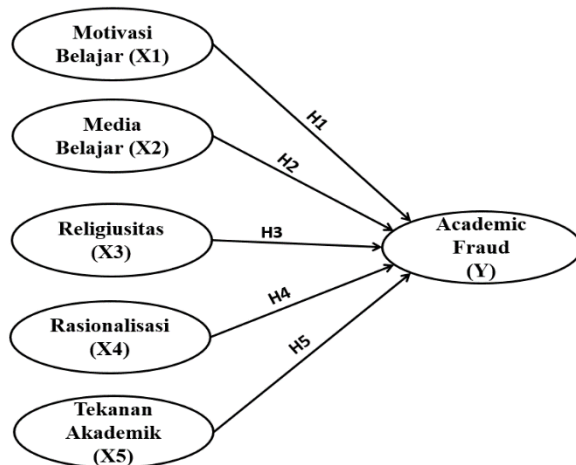 Motivasi
Belajar (X1)
H1
Media
Belajar (X2)
H2
Religiusitas
(X3)
H3
Academic
Fraud
(Y)
Rasionalisasi
(X4)
H4
Tekanan
Akademik
(X5)
H5